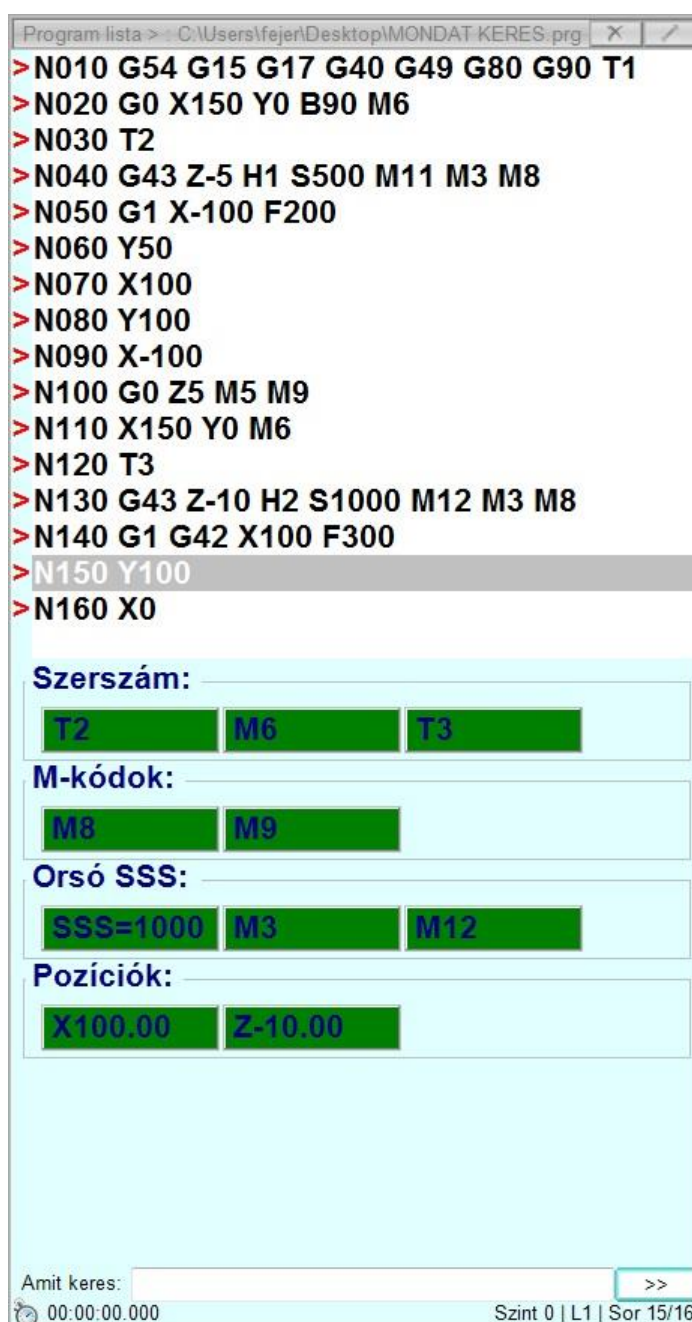 Program lista > : C:\Users\fejer\Desktop\MONDAT KERES.prg
>N010 G54 G15 G17 G40 G49 G80 G90 T1
>N020 G0 X150 Y0 B90 M6
>N030 T2
>N040 G43 Z-5 H1 S500 M11 M3 M8
>N050 G1 X-100 F200
>N060 Y50
>N070 X100
>N080 Y100
>N090 X-100
>N100 G0 Z5 M5 M9
>N110 X150 Y0 M6
>N120 T3
>N130 G43 Z-10 H2 S1000 M12 M3 M8
>N140 G1 G42 X100 F300
>N150 Y100
>N160 X0
Szerszám:
T2 M6 T3
M-kódok:
M8 M9
Orsó SSS:
SSS=1000 M3 M12
Pozíciók:
X100.00 Z-10.00
Amit keres: >>
00:00:00.000 Szint 0 | L1 | Sor 15/16